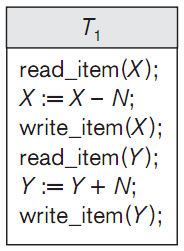 T₁
read_item(X);
X := X – N;
write_item(X);
read_item(Y);
Y := Y + N;
write_item(Y);